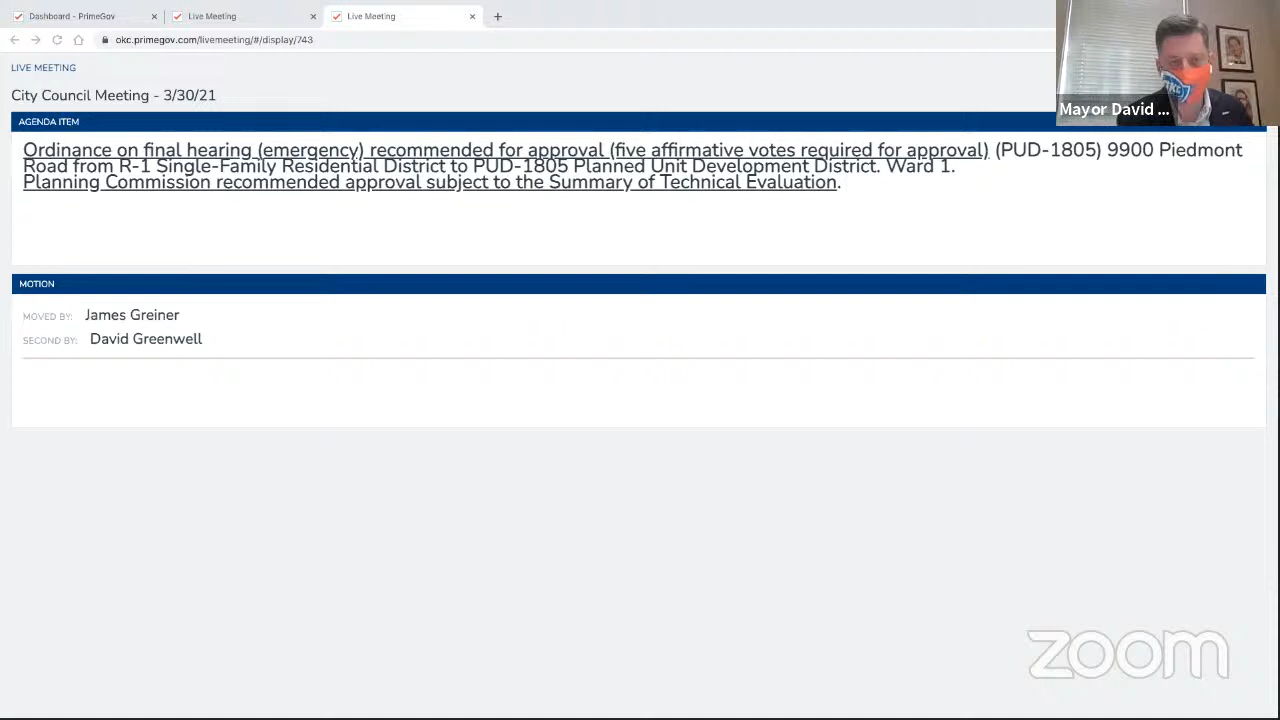 Dashboard - PrimeGov
Live Meeting
Live Meeting
okc.primegov.com/livemeeting/#/display/743
LIVE MEETING
City Council Meeting - 3/30/21
AGENDA ITEM
Ordinance on final hearing (emergency) recommended for approval (five affirmative votes required for approval) (PUD-1805) 9900 Piedmont
Road from R-1 Single-Family Residential District to PUD-1805 Planned Unit Development District. Ward 1.
Planning Commission recommended approval subject to the Summary of Technical Evaluation.
MOTION
MOVED BY: James Greiner
SECOND BY: David Greenwell
Mayor David ...
OKC
zoom